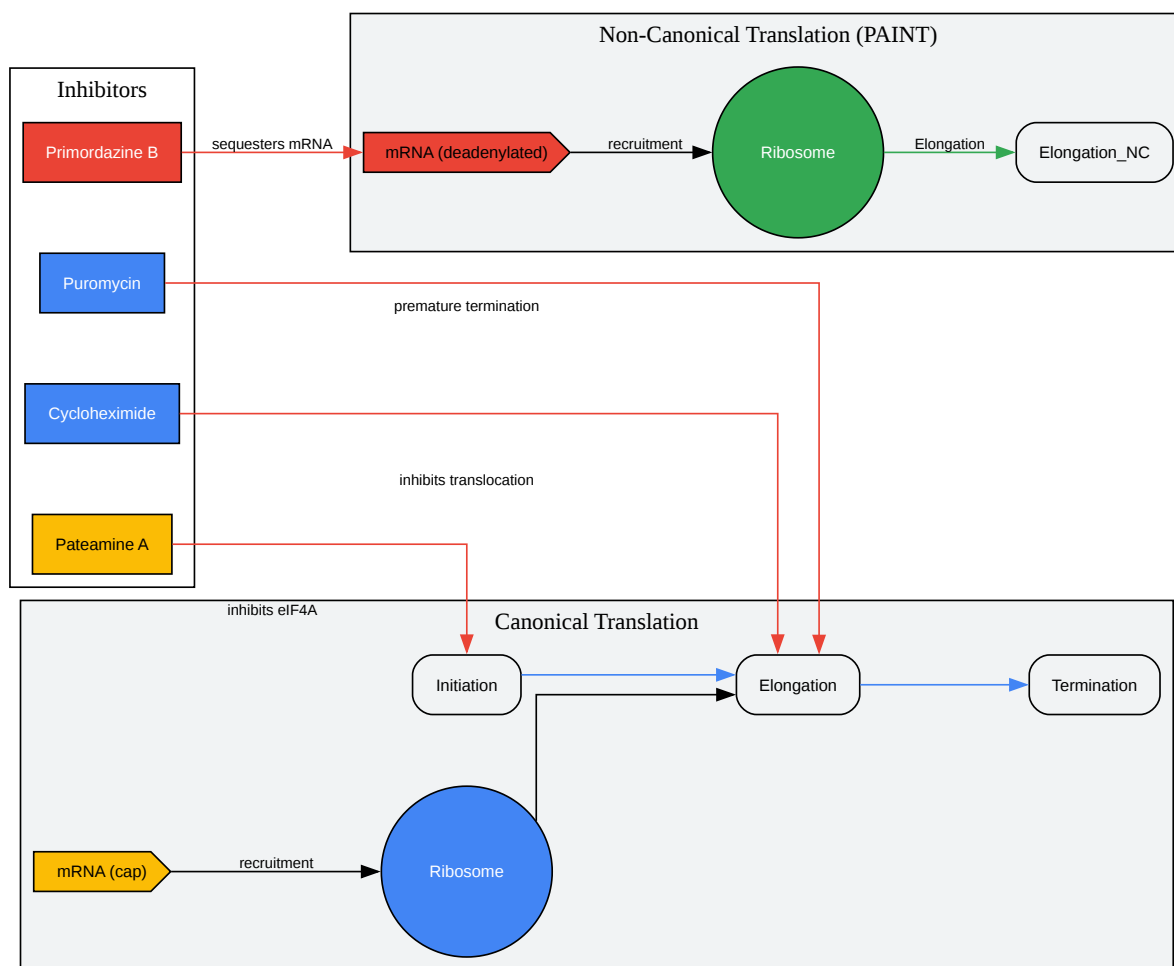 Non-Canonical Translation (PAINT)
Inhibitors
Primordazine B
sequesters mRNA
mRNA (deadenylated)
recruitment
Ribosome
Elongation
Elongation_NC
Puromycin
premature termination
Cycloheximide
inhibits translocation
Pateamine A
inhibits eIF4A
Canonical Translation
Initiation
Elongation
Termination
mRNA (cap)
recruitment
Ribosome